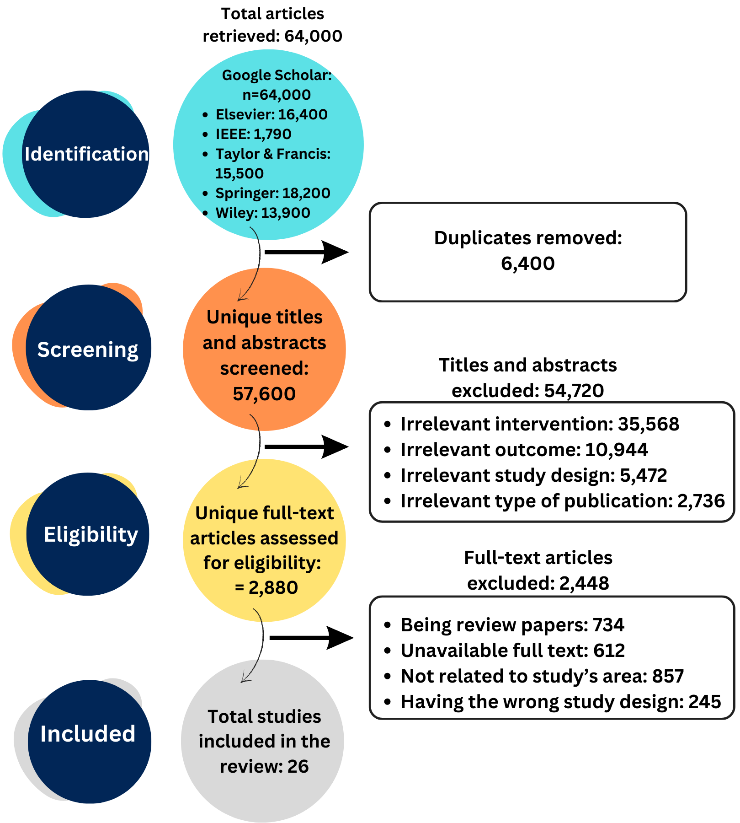 Total articles
retrieved: 64,000
Identification
Google Scholar:
n=64,000
• Elsevier: 16,400
• IEEE: 1,790
• Taylor & Francis:
15,500
• Springer: 18,200
• Wiley: 13,900
Duplicates removed:
6,400
Screening
Unique titles
and abstracts
screened:
57,600
Titles and abstracts
excluded: 54,720
• Irrelevant intervention: 35,568
• Irrelevant outcome: 10,944
• Irrelevant study design: 5,472
• Irrelevant type of publication: 2,736
Eligibility
Unique full-text
articles assessed
for eligibility:
= 2,880
Full-text articles
excluded: 2,448
• Being review papers: 734
• Unavailable full text: 612
• Not related to study's area: 857
• Having the wrong study design: 245
Included
Total studies
included in the
review: 26